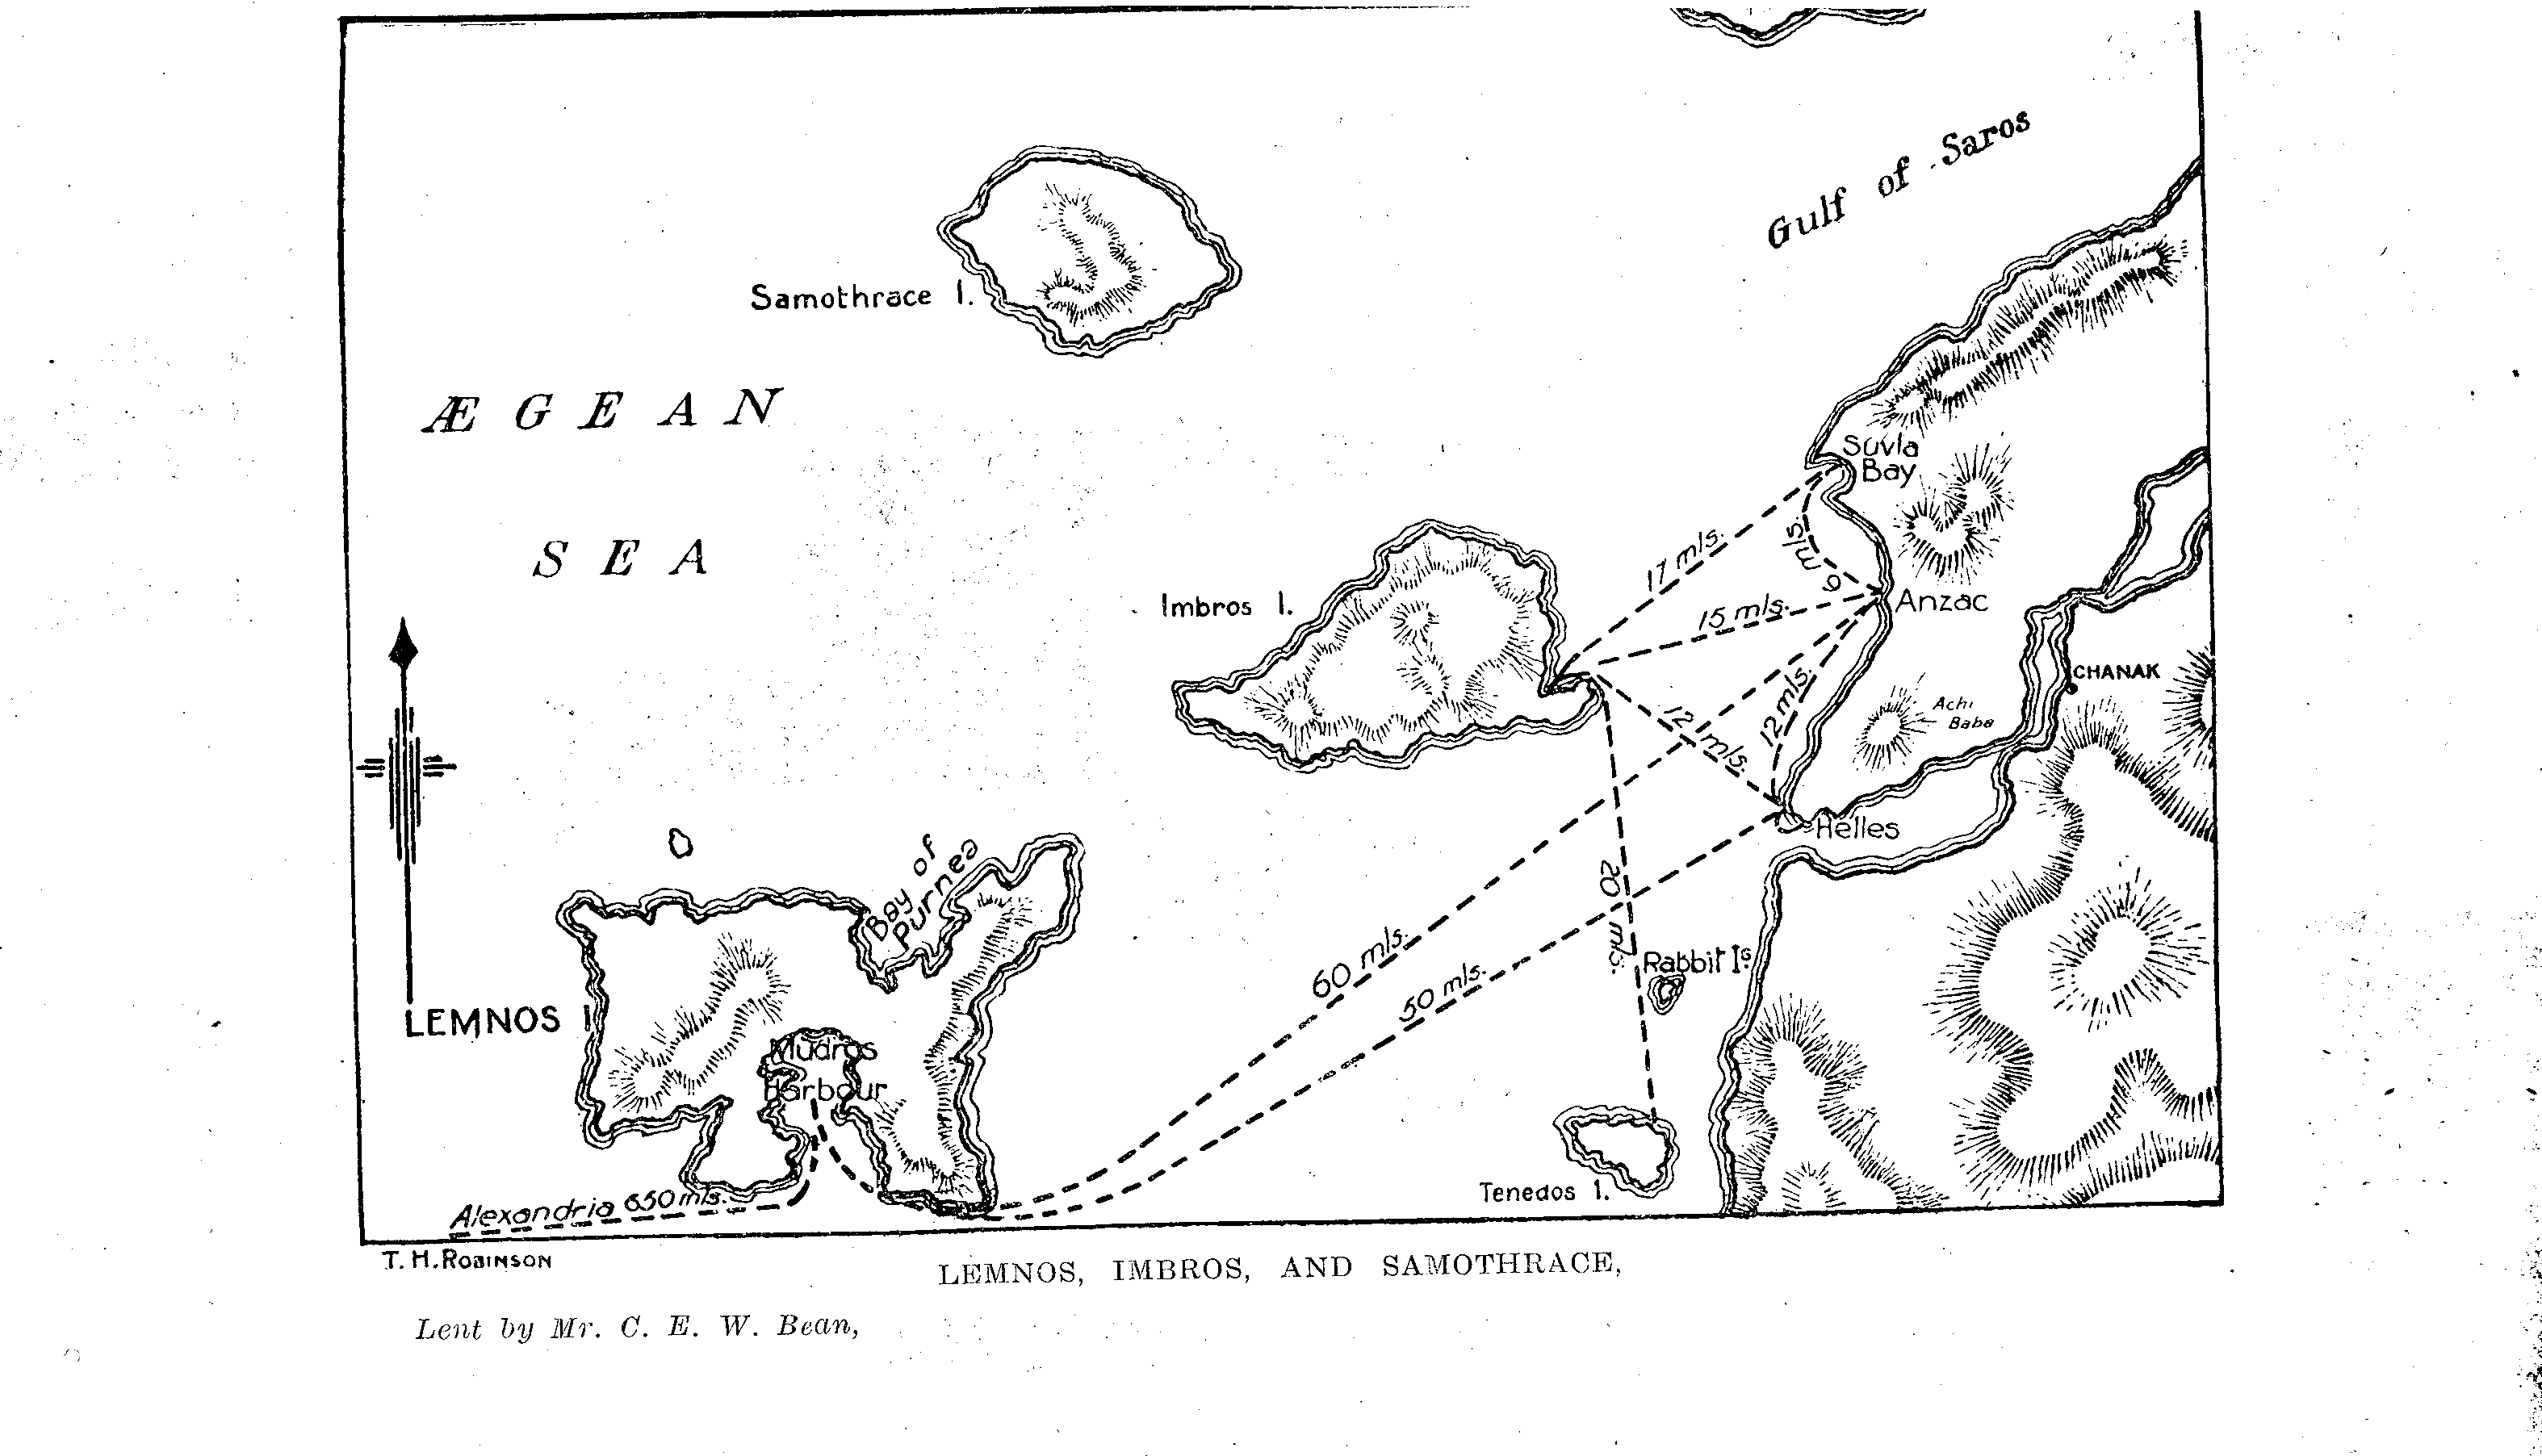 Gulf of Saros
Samothrace I.
ÆGEAN
SEA
Suvla
Bay
17 mls.
6 mls
Imbros I.
15 mls.
Anzac
CHANAK
Achi
Baba
12 mls.
12 mls.
Helles
Bay of
Purnea
20 mls.
60 mls.
50 mls.
Rabbit Is
LEMNOS I
Mudros
Harbour
Tenedos I.
Alexandria 650 mls.
T. H. ROBINSON
LEMNOS, IMBROS, AND SAMOTHRACE,
Lent by Mr. C. E. W. Bean,